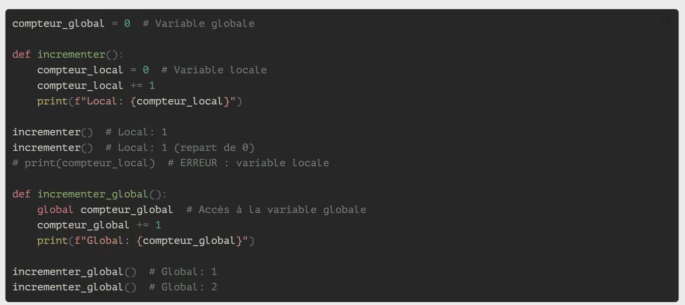 compteur_global = 0  # Variable globale
def incrementer():
    compteur_local = 0  # Variable locale
    compteur_local += 1
    print(f"Local: {compteur_local}")
incrementer()  # Local: 1
incrementer()  # Local: 1 (repart de 0)
# print(compteur_local)  # ERREUR : variable locale
def incrementer_global():
    global compteur_global  # Accès à la variable globale
    compteur_global += 1
    print(f"Global: {compteur_global}")
incrementer_global()  # Global: 1
incrementer_global()  # Global: 2